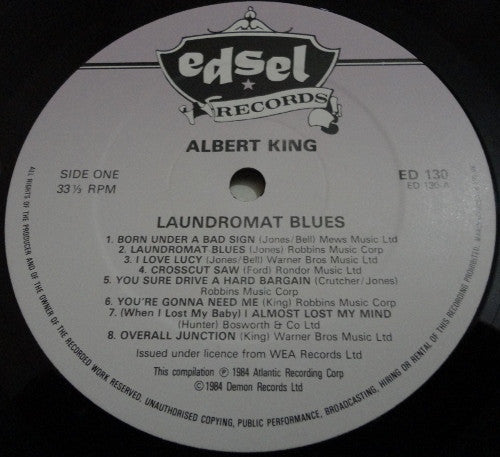 edsel
RECORDS
ALBERT KING
SIDE ONE
33⅓ RPM
ED 130
ED 130-A
LAUNDROMAT BLUES
1. BORN UNDER A BAD SIGN (Jones/Bell) Mews Music Ltd
2. LAUNDROMAT BLUES (Jones) Robbins Music Corp
3. I LOVE LUCY (Jones/Bell) Warner Bros Music Ltd
4. CROSSCUT SAW (Ford) Rondor Music Ltd
5. YOU SURE DRIVE A HARD BARGAIN (Crutcher/Jones)
Robbins Music Corp
6. YOU'RE GONNA NEED ME (King) Robbins Music Corp
7. (When I Lost My Baby) I ALMOST LOST MY MIND
(Hunter) Bosworth & Co Ltd
8. OVERALL JUNCTION (King) Warner Bros Music Ltd
Issued under licence from WEA Records Ltd
This compilation ℗ 1984 Atlantic Recording Corp
©1984 Demon Records Ltd
ALL RIGHTS OF THE PRODUCER AND OF THE OWNER OF THE RECORDED WORK RESERVED. UNAUTHORISED COPYING, PUBLIC PERFORMANCE, BROADCASTING, HIRING OR RENTAL OF THIS RECORDING PROHIBITED.